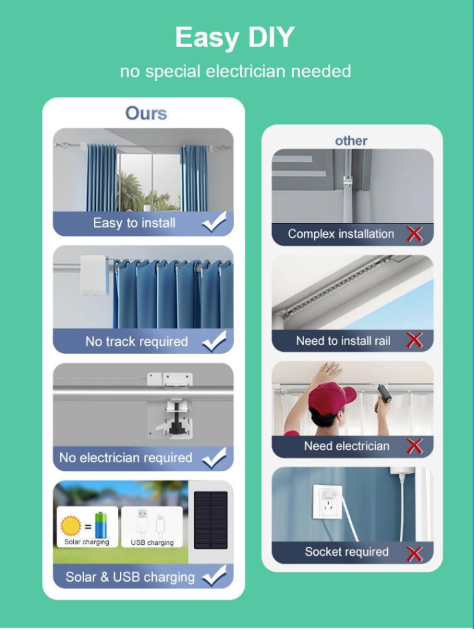 Easy DIY
no special electrician needed
Ours
Easy to install
No track required
No electrician required
Solar charging
=
USB charging
Solar & USB charging
other
Complex installation
Need to install rail
Need electrician
Socket required